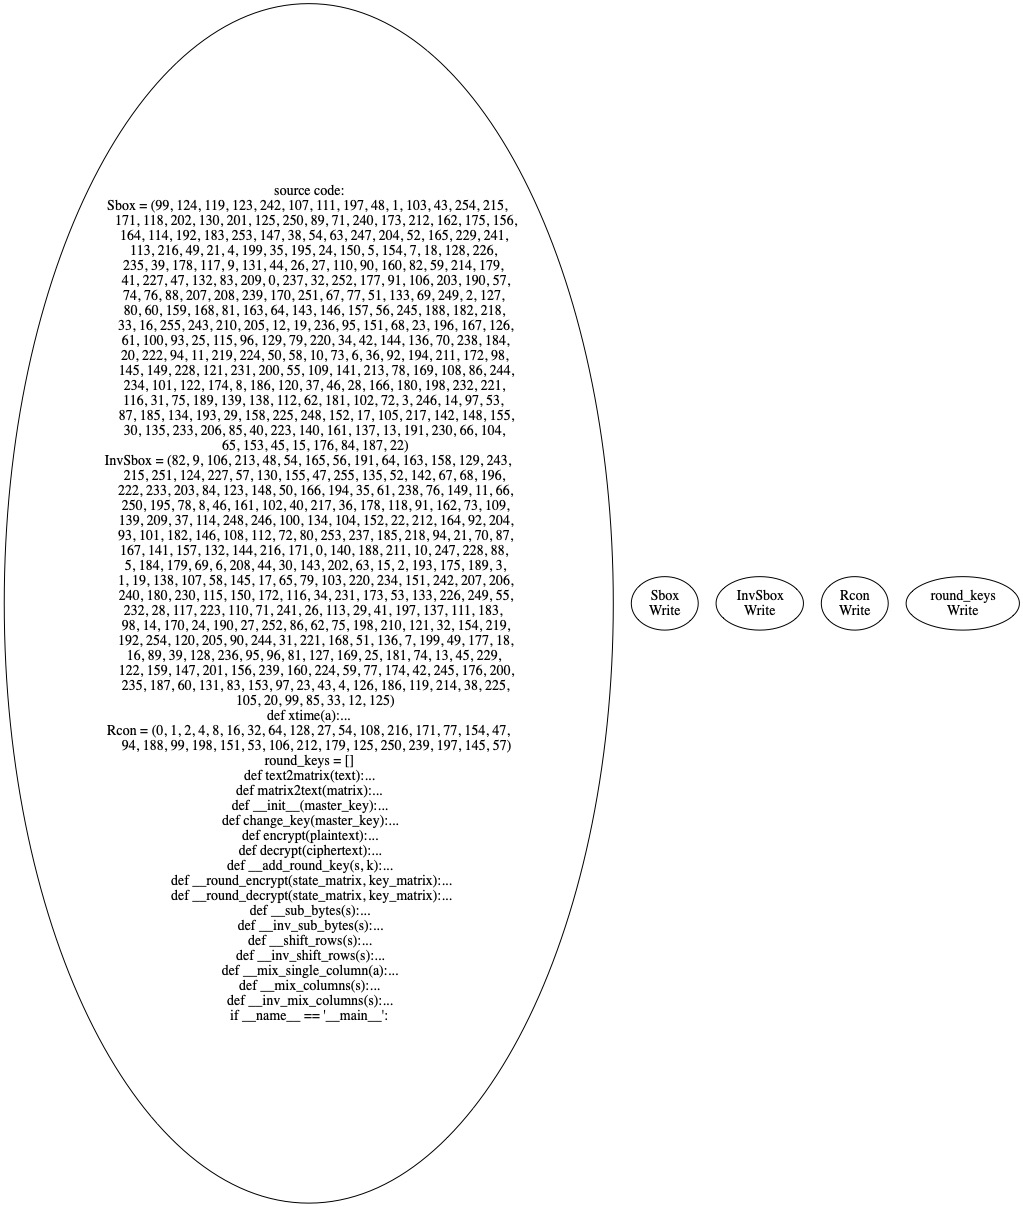 source code:
Sbox = (99, 124, 119, 123, 242, 107, 111, 197, 48, 1, 103, 43, 254, 215,
171, 118, 202, 130, 201, 125, 250, 89, 71, 240, 173, 212, 162, 175, 156,
164, 114, 192, 183, 253, 147, 38, 54, 63, 247, 204, 52, 165, 229, 241,
113, 216, 49, 21, 4, 199, 35, 195, 24, 150, 5, 154, 7, 18, 128, 226,
235, 39, 178, 117, 9, 131, 44, 26, 27, 110, 90, 160, 82, 59, 214, 179,
41, 227, 47, 132, 83, 209, 0, 237, 32, 252, 177, 91, 106, 203, 190, 57,
74, 76, 88, 207, 208, 239, 170, 251, 67, 77, 51, 133, 69, 249, 2, 127,
80, 60, 159, 168, 81, 163, 64, 143, 146, 157, 56, 245, 188, 182, 218,
33, 16, 255, 243, 210, 205, 12, 19, 236, 95, 151, 68, 23, 196, 167, 126,
61, 100, 93, 25, 115, 96, 129, 79, 220, 34, 42, 144, 136, 70, 238, 184,
20, 222, 94, 11, 219, 224, 50, 58, 10, 73, 6, 36, 92, 194, 211, 172, 98,
145, 149, 228, 121, 231, 200, 55, 109, 141, 213, 78, 169, 108, 86, 244,
234, 101, 122, 174, 8, 186, 120, 37, 46, 28, 166, 180, 198, 232, 221,
116, 31, 75, 189, 139, 138, 112, 62, 181, 102, 72, 3, 246, 14, 97, 53,
87, 185, 134, 193, 29, 158, 225, 248, 152, 17, 105, 217, 142, 148, 155,
30, 135, 233, 206, 85, 40, 223, 140, 161, 137, 13, 191, 230, 66, 104,
65, 153, 45, 15, 176, 84, 187, 22)
InvSbox = (82, 9, 106, 213, 48, 54, 165, 56, 191, 64, 163, 158, 129, 243,
215, 251, 124, 227, 57, 130, 155, 47, 255, 135, 52, 142, 67, 68, 196,
222, 233, 203, 84, 123, 148, 50, 166, 194, 35, 61, 238, 76, 149, 11, 66,
250, 195, 78, 8, 46, 161, 102, 40, 217, 36, 178, 118, 91, 162, 73, 109,
139, 209, 37, 114, 248, 246, 100, 134, 104, 152, 22, 212, 164, 92, 204,
93, 101, 182, 146, 108, 112, 72, 80, 253, 237, 185, 218, 94, 21, 70, 87,
167, 141, 157, 132, 144, 216, 171, 0, 140, 188, 211, 10, 247, 228, 88,
5, 184, 179, 69, 6, 208, 44, 30, 143, 202, 63, 15, 2, 193, 175, 189, 3,
1, 19, 138, 107, 58, 145, 17, 65, 79, 103, 220, 234, 151, 242, 207, 206,
240, 180, 230, 115, 150, 172, 116, 34, 231, 173, 53, 133, 226, 249, 55,
232, 28, 117, 223, 110, 71, 241, 26, 113, 29, 41, 197, 137, 111, 183,
98, 14, 170, 24, 190, 27, 252, 86, 62, 75, 198, 210, 121, 32, 154, 219,
192, 254, 120, 205, 90, 244, 31, 221, 168, 51, 136, 7, 199, 49, 177, 18,
16, 89, 39, 128, 236, 95, 96, 81, 127, 169, 25, 181, 74, 13, 45, 229,
122, 159, 147, 201, 156, 239, 160, 224, 59, 77, 174, 42, 245, 176, 200,
235, 187, 60, 131, 83, 153, 97, 23, 43, 4, 126, 186, 119, 214, 38, 225,
105, 20, 99, 85, 33, 12, 125)
def xtime(a):...
Rcon = (0, 1, 2, 4, 8, 16, 32, 64, 128, 27, 54, 108, 216, 171, 77, 154, 47,
94, 188, 99, 198, 151, 53, 106, 212, 179, 125, 250, 239, 197, 145, 57)
round_keys = []
def text2matrix(text):...
def matrix2text(matrix):...
def __init__(master_key):...
def change_key(master_key):...
def encrypt(plaintext):...
def decrypt(ciphertext):...
def __add_round_key(s, k):...
def __round_encrypt(state_matrix, key_matrix):...
def __round_decrypt(state_matrix, key_matrix):...
def __sub_bytes(s):...
def __inv_sub_bytes(s):...
def __shift_rows(s):...
def __inv_shift_rows(s):...
def __mix_single_column(a):...
def __mix_columns(s):...
def __inv_mix_columns(s):...
if __name__ == '__main__':
Sbox
Write
InvSbox
Write
Rcon
Write
round_keys
Write